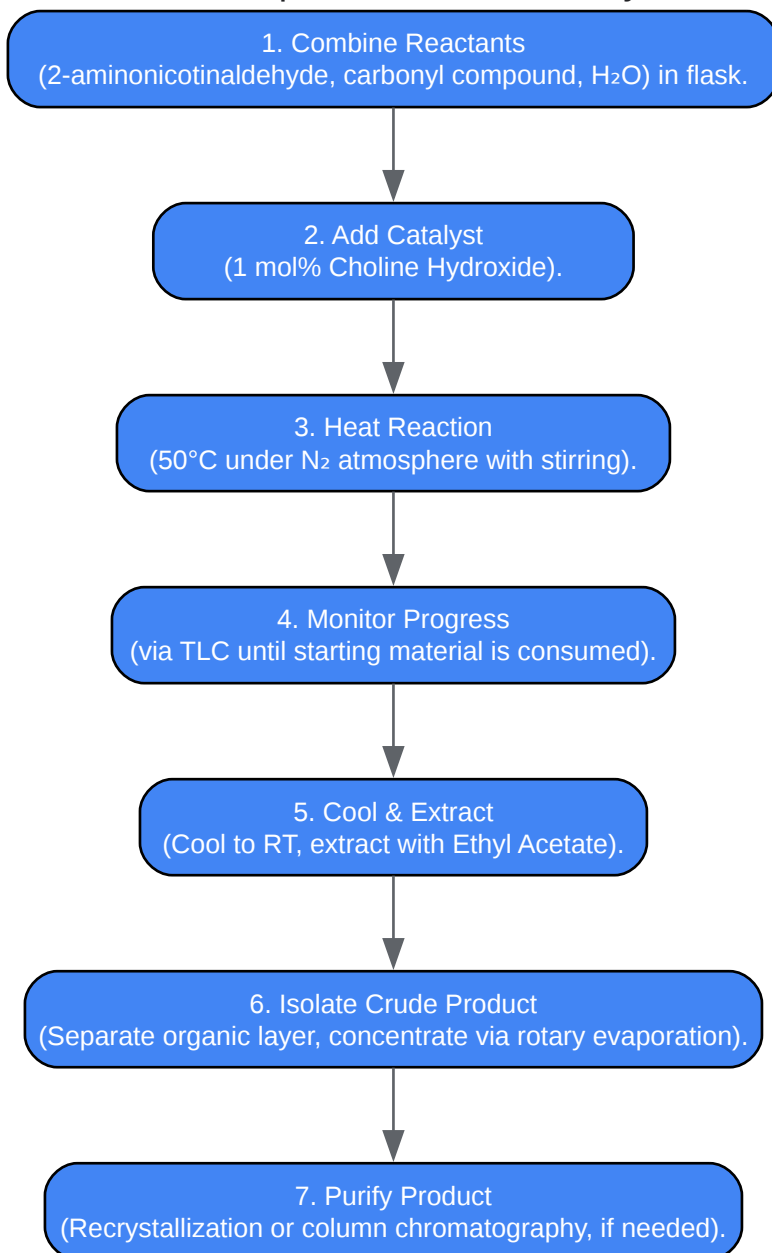 1. Combine Reactants
(2-aminonicotinaldehyde, carbonyl compound, H₂O) in flask.
2. Add Catalyst
(1 mol% Choline Hydroxide).
3. Heat Reaction
(50°C under N₂ atmosphere with stirring).
4. Monitor Progress
(via TLC until starting material is consumed).
5. Cool & Extract
(Cool to RT, extract with Ethyl Acetate).
6. Isolate Crude Product
(Separate organic layer, concentrate via rotary evaporation).
7. Purify Product
(Recrystallization or column chromatography, if needed).